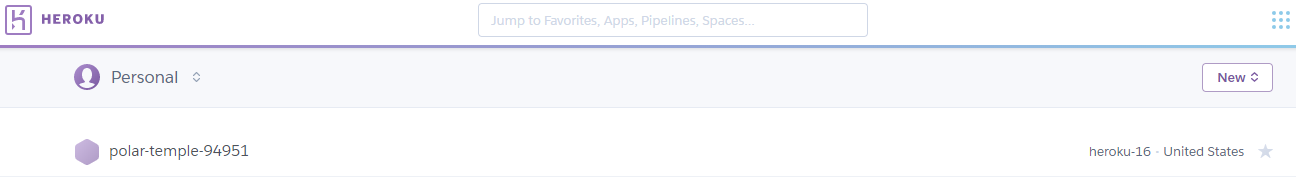 HEROKU
Jump to Favorites, Apps, Pipelines, Spaces...
Personal
New
polar-temple-94951
heroku-16 · United States